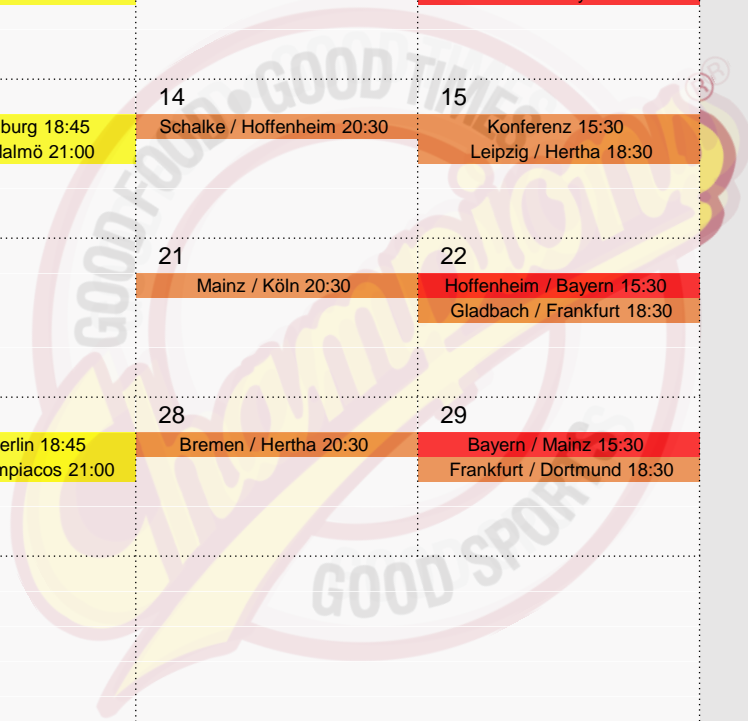 GOOD FOOD • GOOD TIMES
14
15
burg 18:45
Schalke / Hoffenheim 20:30
Konferenz 15:30
21:00
Leipzig / Hertha 18:30
®
Champions
21
22
Mainz / Köln 20:30
Hoffenheim / Bayern 15:30
Gladbach / Frankfurt 18:30
28
29
erlin 18:45
Bremen / Hertha 20:30
Bayern / Mainz 15:30
mpiacos 21:00
Frankfurt / Dortmund 18:30
GOOD SPORTS